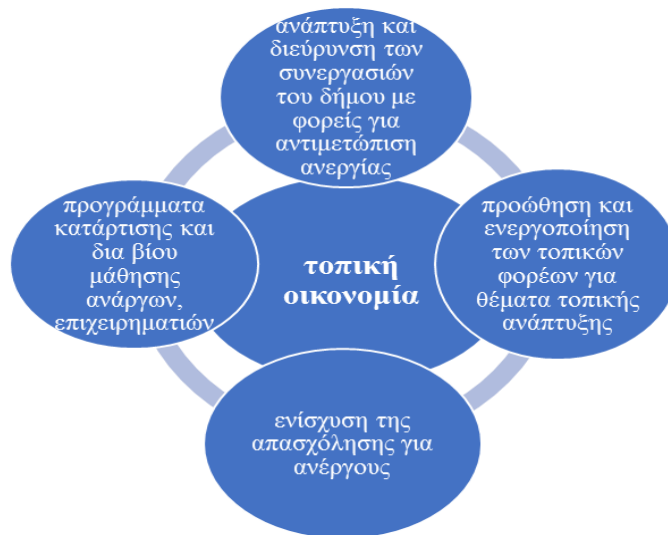 ανάπτυξη και
διεύρυνση των
συνεργασιών
του δήμου με
φορείς για
αντιμετώπιση
ανεργίας
προγράμματα
κατάρτισης και
δια βίου
μάθησης
ανάργων,
επιχειρηματιών
τοπική
οικονομία
προώθηση και
ενεργοποίηση
των τοπικών
φορέων για
θέματα τοπικής
ανάπτυξης
ενίσχυση της
απασχόλησης για
ανέργους